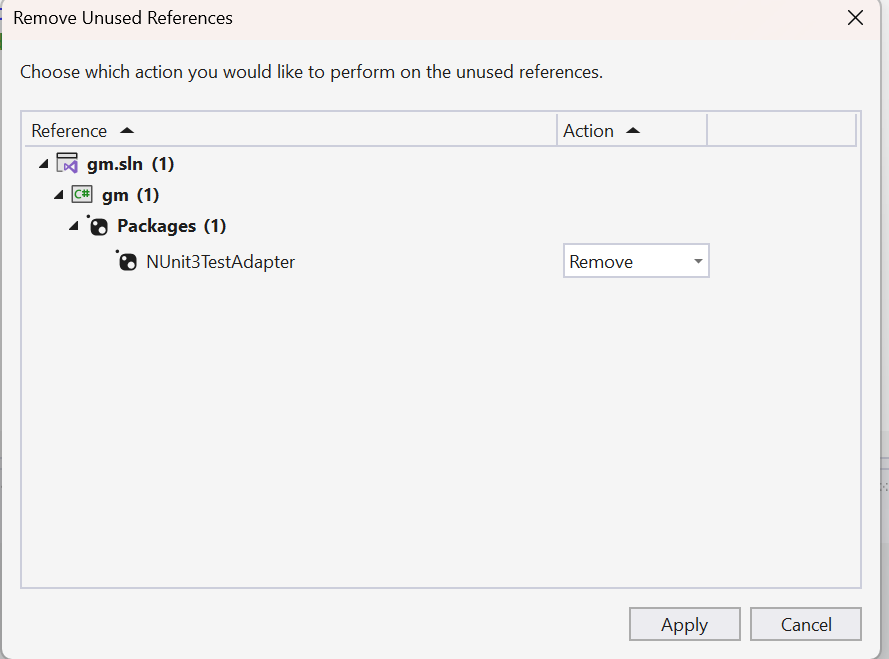 Remove Unused References
Choose which action you would like to perform on the unused references.
Reference Action
gm.sln (1)
C# gm (1)
Packages (1)
NUnit3TestAdapter Remove
Apply Cancel